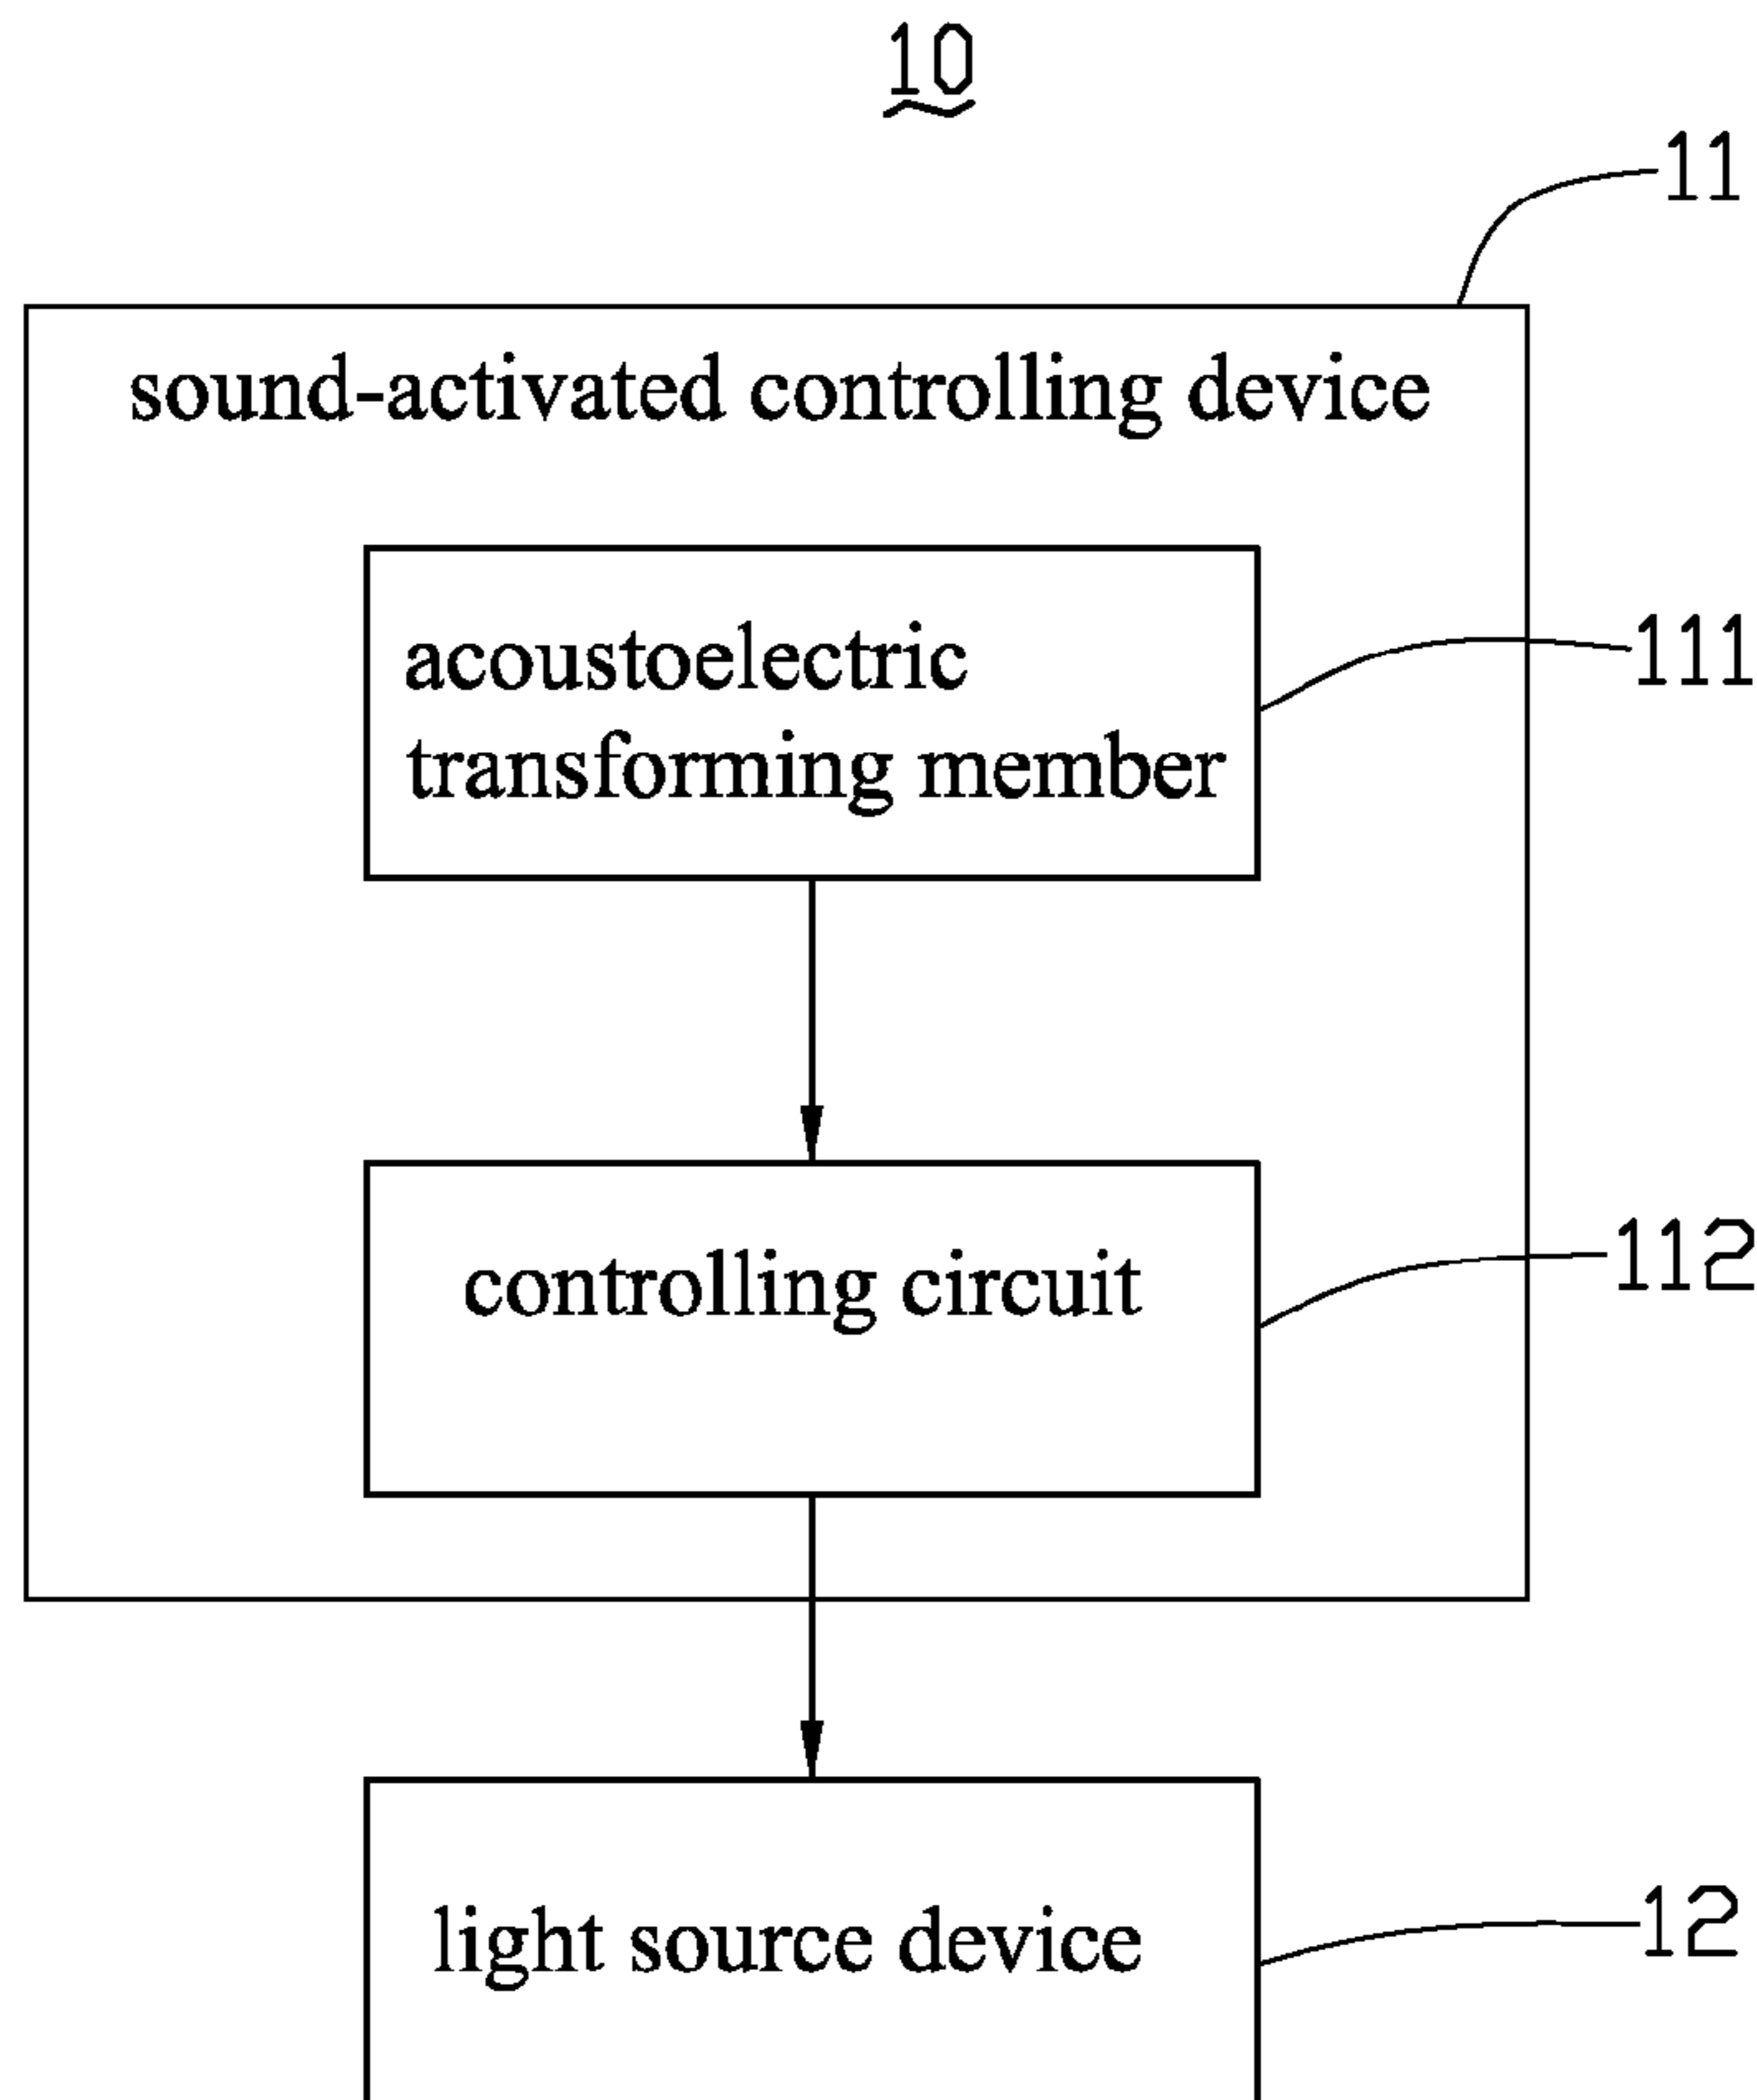 10
11
sound-activated controlling device
acoustoelectric
transforming member
111
controlling circuit
112
light source device
12